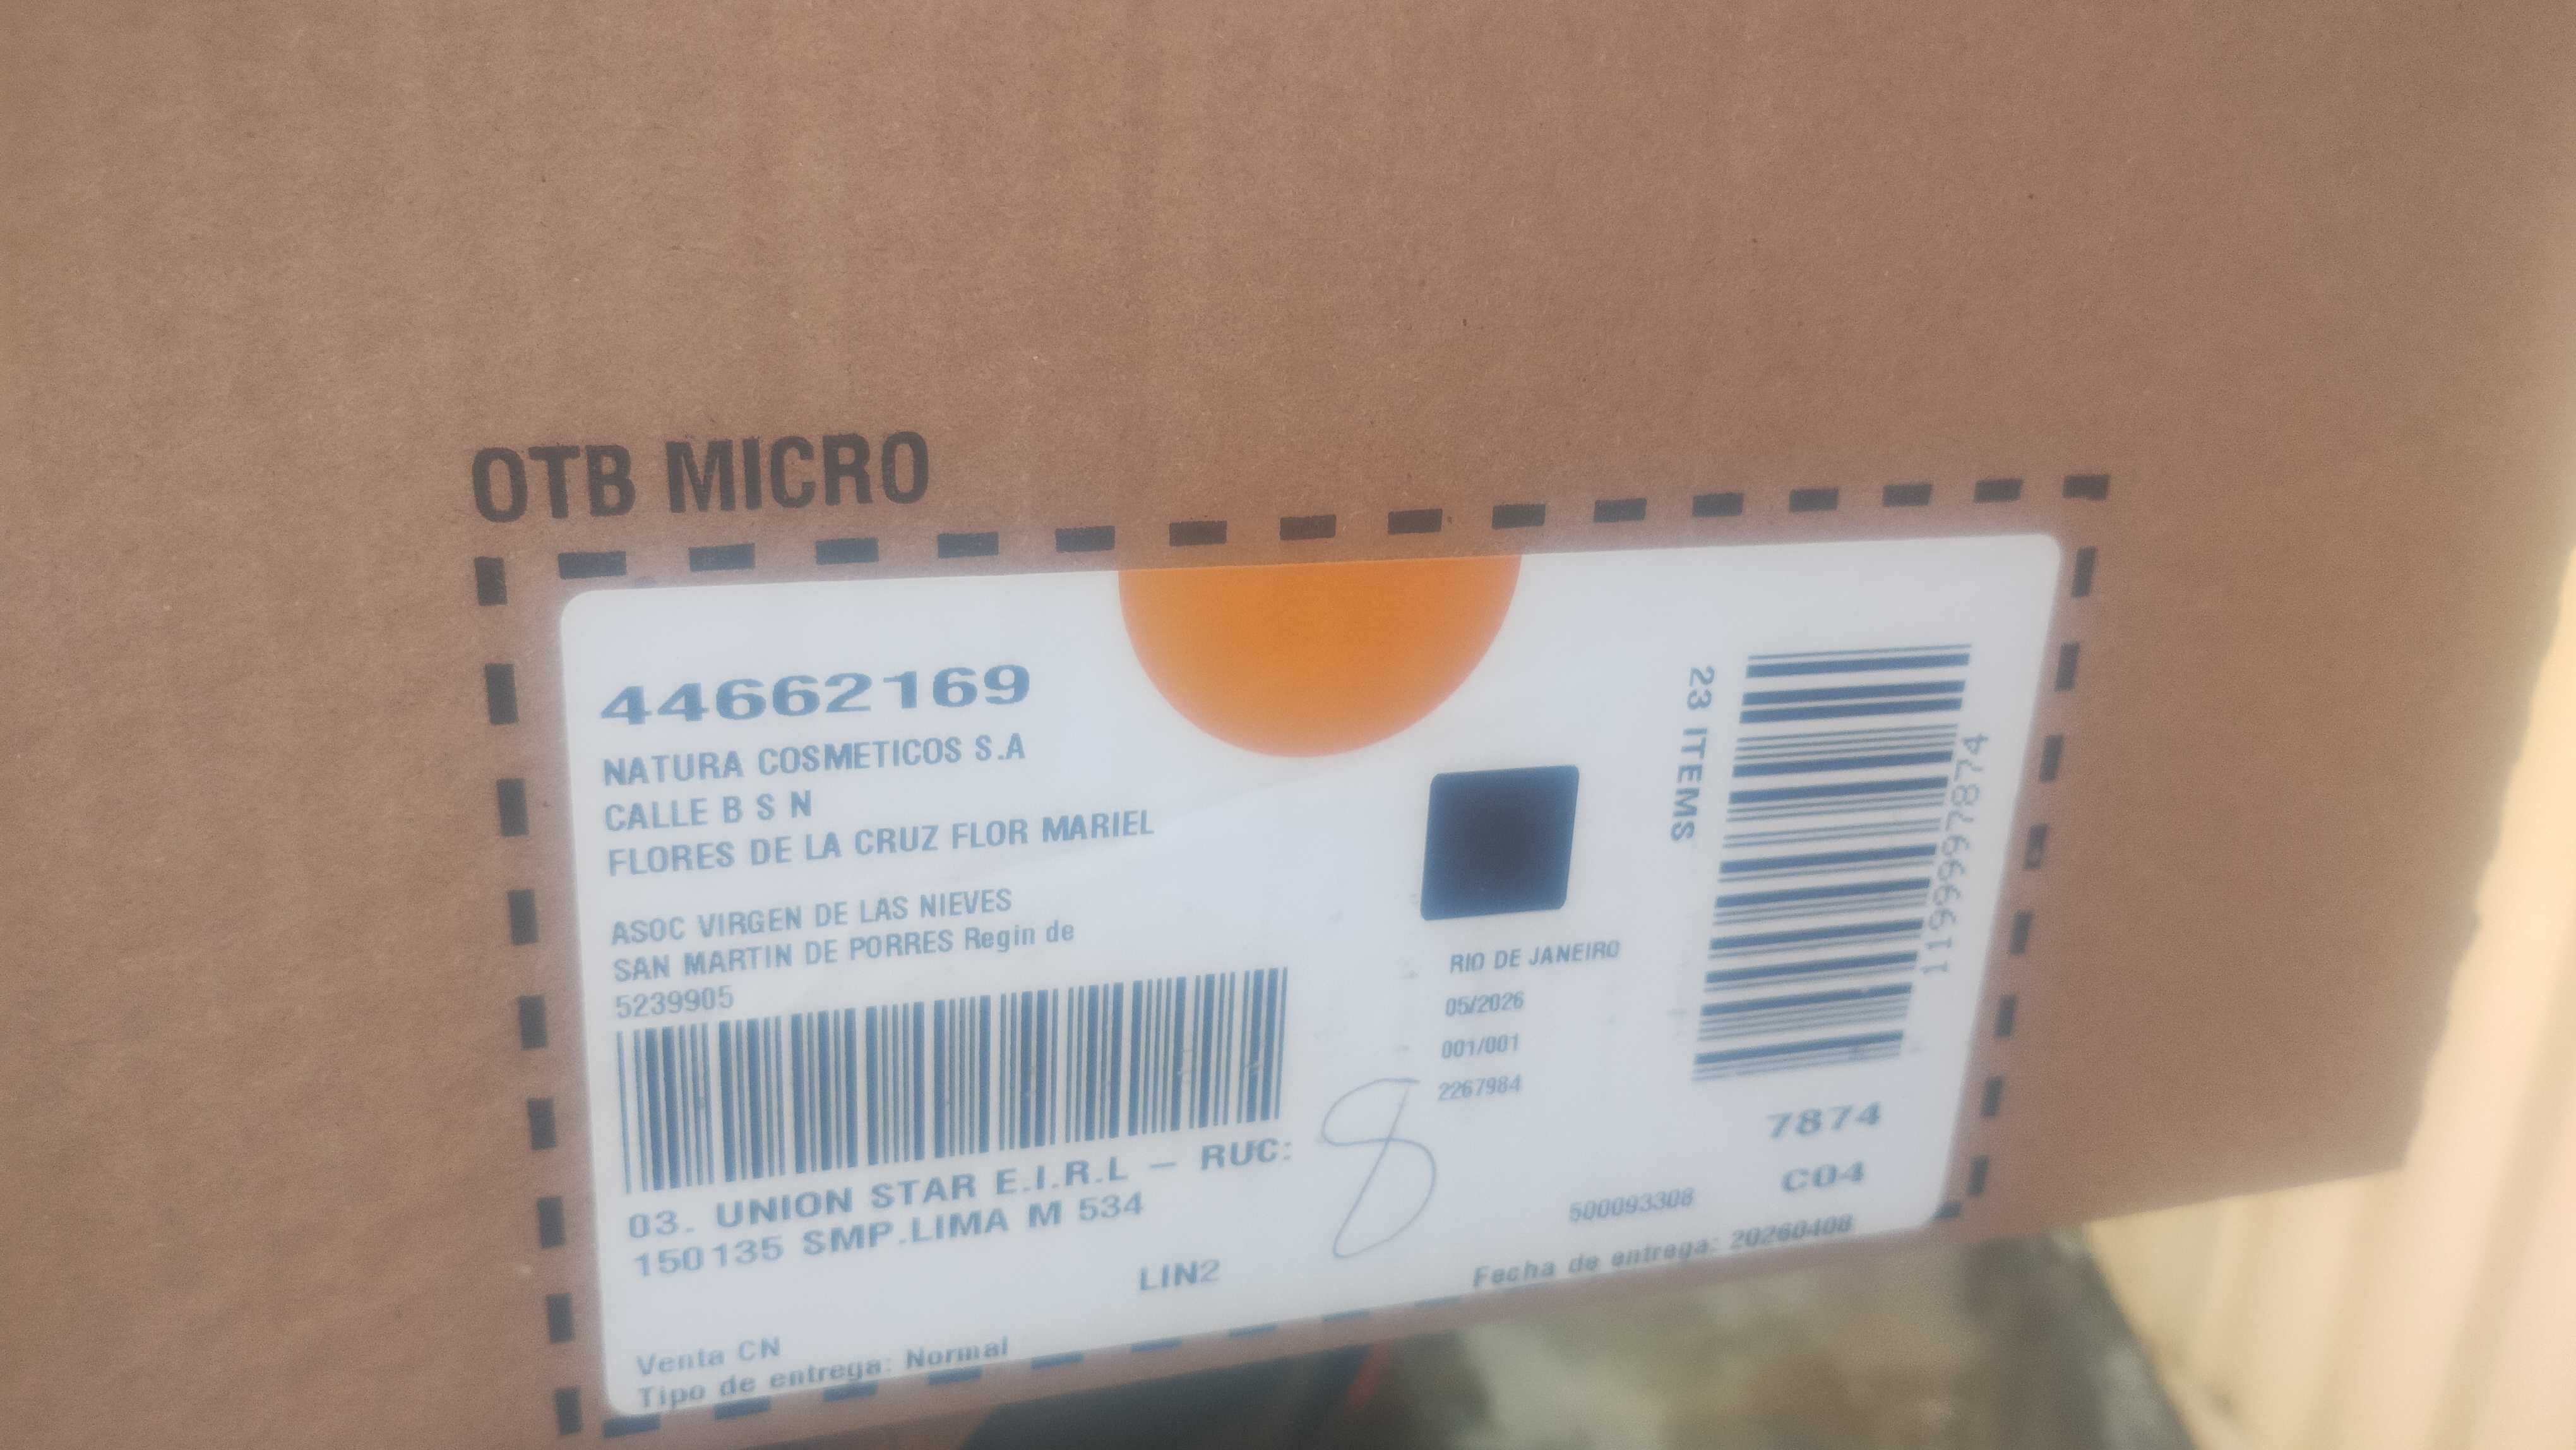 OTB MICRO
44662169
NATURA COSMETICOS S.A
CALLE B S N
FLORES DE LA CRUZ FLOR MARIEL
ASOC VIRGEN DE LAS NIEVES
SAN MARTIN DE PORRES Regin de
5239905
03. UNION STAR E.I.R.L – RUC:
150135 SMP.LIMA M 534
LIN2
Venta CN
Tipo de entrega: Normal
RIO DE JANEIRO
05/2026
001/001
2267984
8
23 ITEMS
1199997874
7874
C04
500093308
Fecha de entrega: 20260408